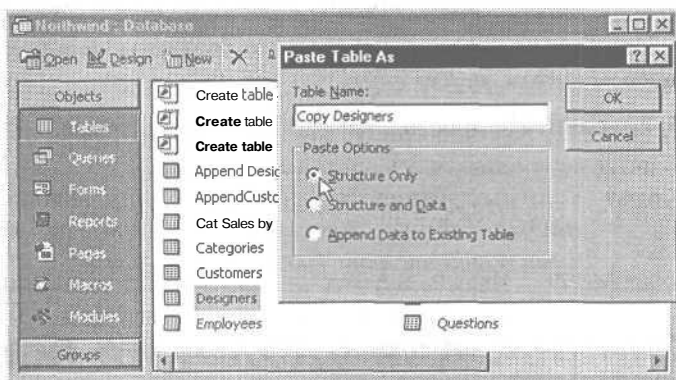 Northwind : Database
Open Design New
Paste Table As
Objects
Tables
Queries
Forms
Reports
Pages
Macros
Modules
Groups
Create table
Create table
Create table
Append Desig
AppendCusto
Cat Sales by
Categories
Customers
Designers
Employees
Questions
Table Name:
Copy Designers
Paste Options
Structure Only
Structure and Data
Append Data to Existing Table
OK
Cancel